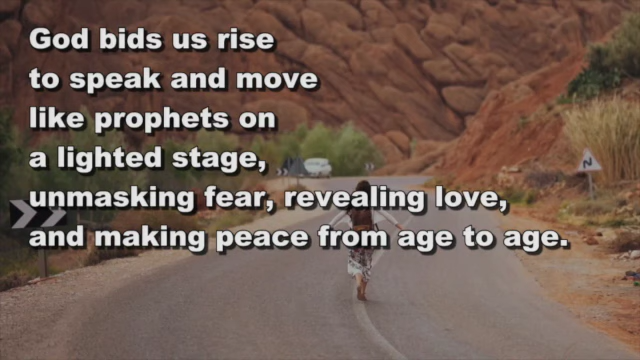 God bids us rise
to speak and move
like prophets on
a lighted stage,
unmasking fear, revealing love,
and making peace from age to age.
N